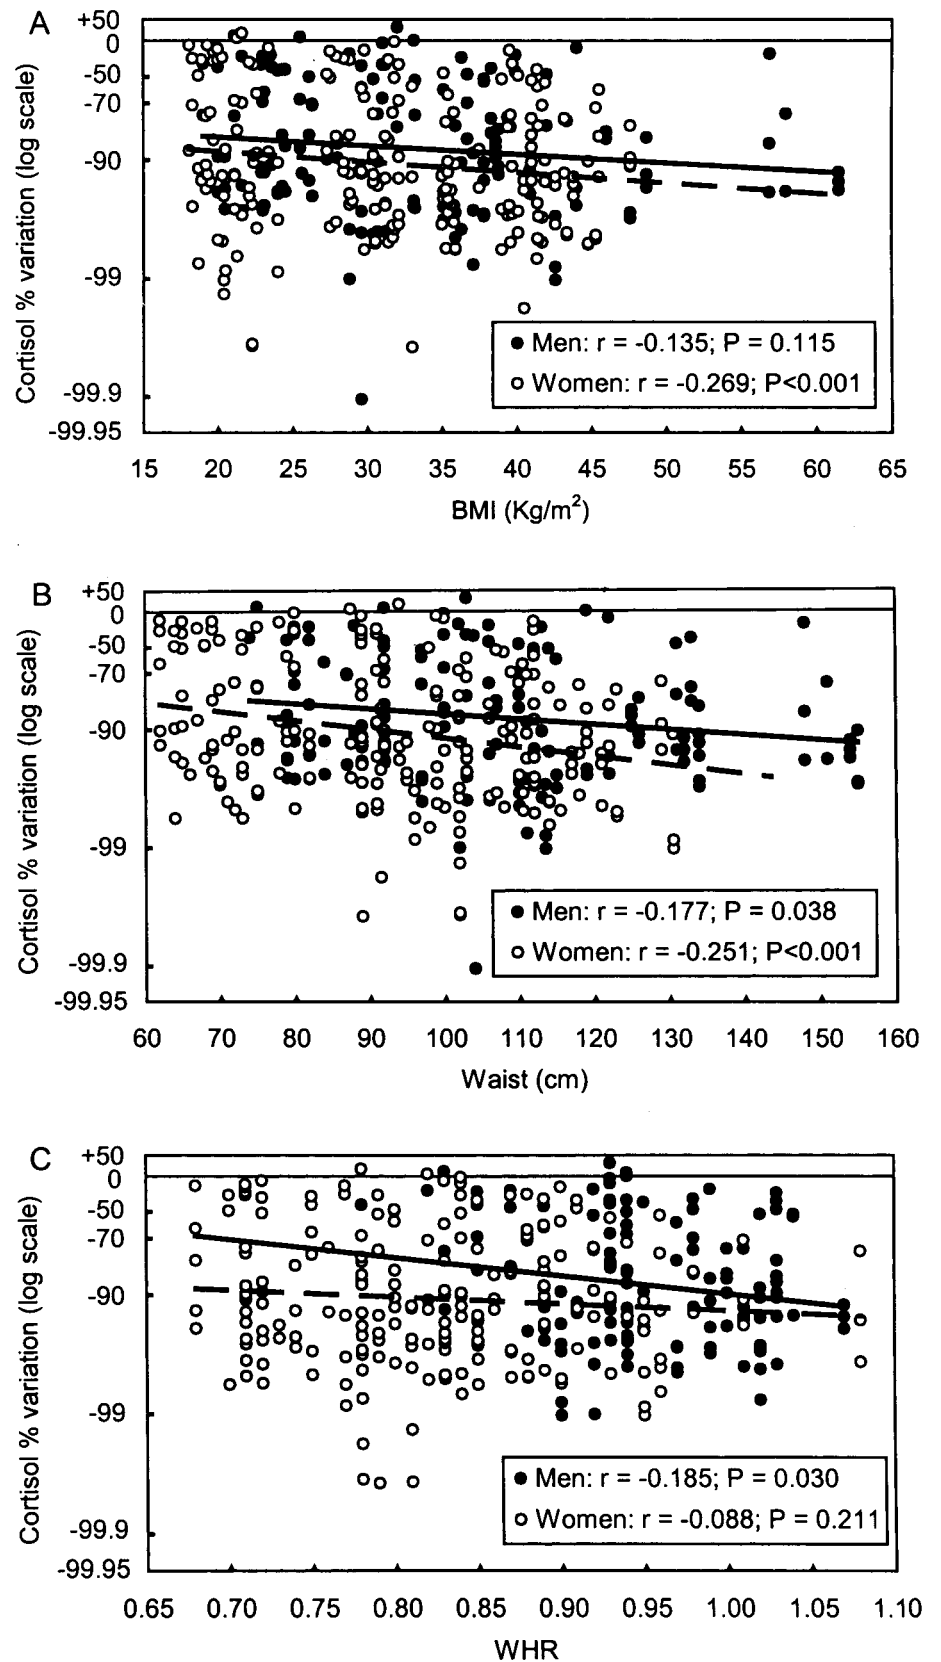 A
Cortisol % variation (log scale)
+50
0
-50
-70
-90
-99
-99.9
-99.95
Men: r = -0.135; P = 0.115
Women: r = -0.269; P<0.001
15 20 25 30 35 40 45 50 55 60 65
BMI (Kg/m²)
B
Cortisol % variation (log scale)
+50
0
-50
-70
-90
-99
-99.9
-99.95
Men: r = -0.177; P = 0.038
Women: r = -0.251; P<0.001
60 70 80 90 100 110 120 130 140 150 160
Waist (cm)
C
Cortisol % variation (log scale)
+50
0
-50
-70
-90
-99
-99.9
-99.95
Men: r = -0.185; P = 0.030
Women: r = -0.088; P = 0.211
0.65 0.70 0.75 0.80 0.85 0.90 0.95 1.00 1.05 1.10
WHR